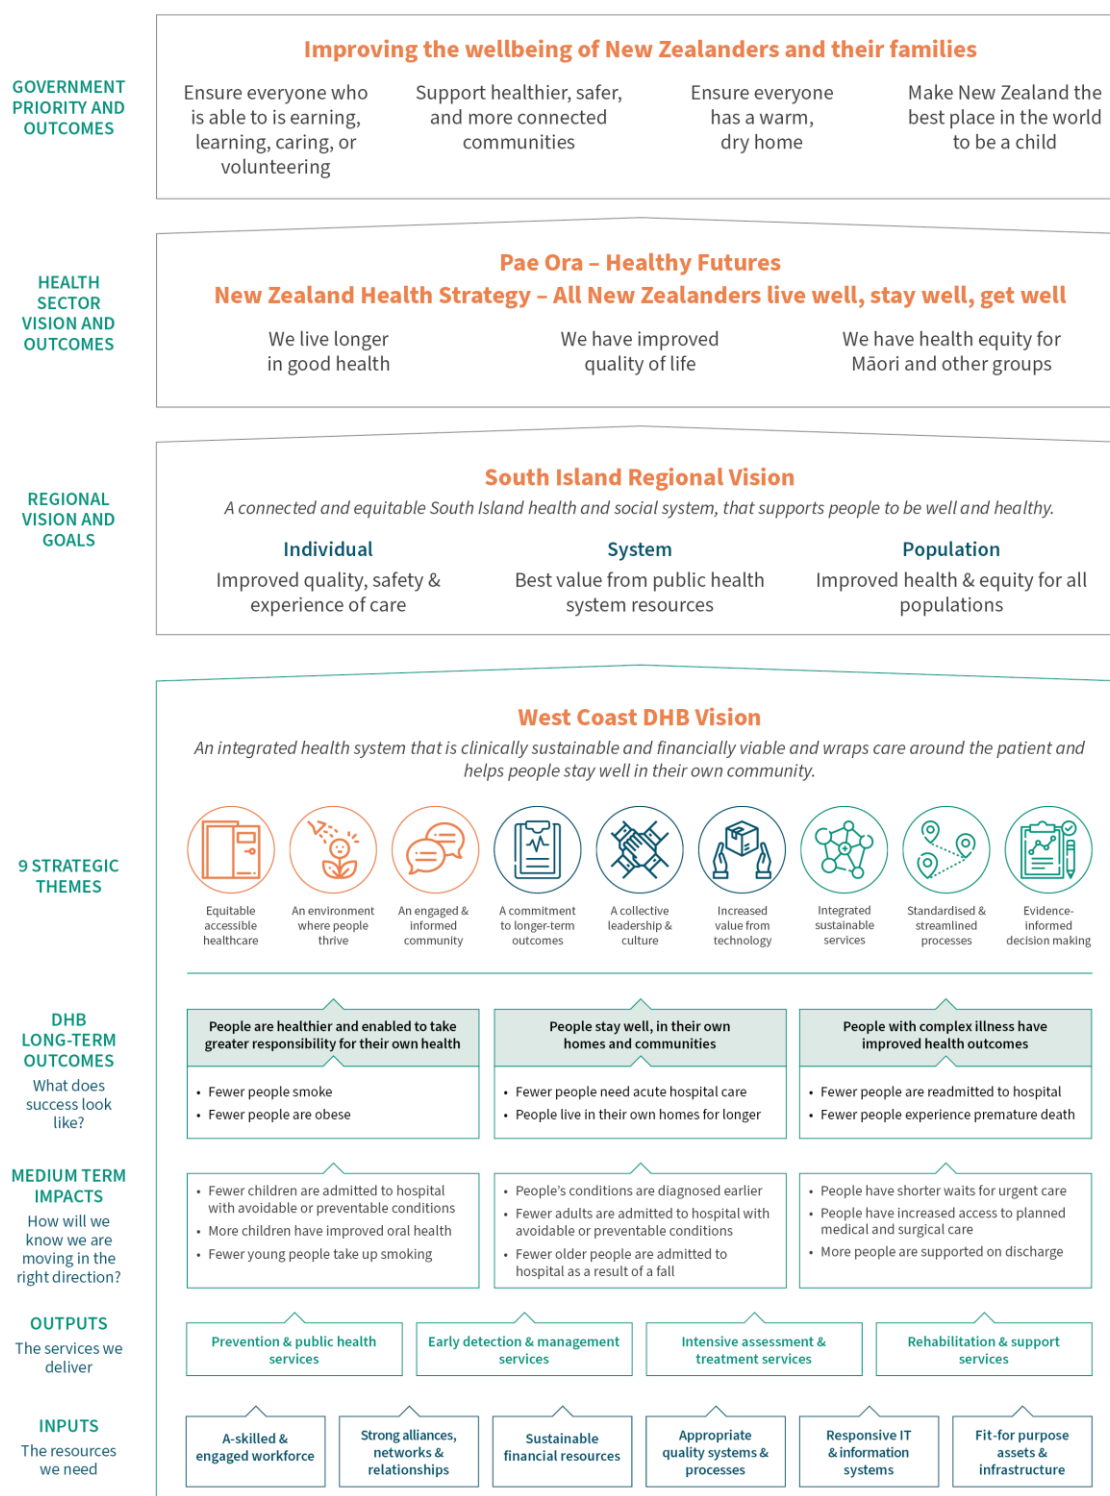 GOVERNMENT
PRIORITY AND
OUTCOMES
Improving the wellbeing of New Zealanders and their families
Ensure everyone who
is able to is earning,
learning, caring, or
volunteering
Support healthier, safer,
and more connected
communities
Ensure everyone
has a warm,
dry home
Make New Zealand the
best place in the world
to be a child
HEALTH
SECTOR
VISION AND
OUTCOMES
Pae Ora – Healthy Futures
New Zealand Health Strategy – All New Zealanders live well, stay well, get well
We live longer
in good health
We have improved
quality of life
We have health equity for
Māori and other groups
REGIONAL
VISION AND
GOALS
South Island Regional Vision
A connected and equitable South Island health and social system, that supports people to be well and healthy.
Individual
Improved quality, safety &
experience of care
System
Best value from public health
system resources
Population
Improved health & equity for all
populations
West Coast DHB Vision
An integrated health system that is clinically sustainable and financially viable and wraps care around the patient and
helps people stay well in their own community.
9 STRATEGIC
THEMES
Equitable
accessible
healthcare
An environment
where people
thrive
An engaged &
informed
community
A commitment
to longer-term
outcomes
A collective
leadership &
culture
Increased
value from
technology
Integrated
sustainable
services
Standardised &
streamlined
processes
Evidence-
informed
decision making
DHB
LONG-TERM
OUTCOMES
What does
success look
like?
People are healthier and enabled to take
greater responsibility for their own health
• Fewer people smoke
• Fewer people are obese
People stay well, in their own
homes and communities
• Fewer people need acute hospital care
• People live in their own homes for longer
People with complex illness have
improved health outcomes
• Fewer people are readmitted to hospital
• Fewer people experience premature death
MEDIUM TERM
IMPACTS
How will we
know we are
moving in the
right direction?
• Fewer children are admitted to hospital
with avoidable or preventable conditions
• More children have improved oral health
• Fewer young people take up smoking
• People's conditions are diagnosed earlier
• Fewer adults are admitted to hospital with
avoidable or preventable conditions
• Fewer older people are admitted to
hospital as a result of a fall
• People have shorter waits for urgent care
• People have increased access to planned
medical and surgical care
• More people are supported on discharge
OUTPUTS
The services we
deliver
Prevention & public health
services
Early detection & management
services
Intensive assessment &
treatment services
Rehabilitation & support
services
INPUTS
The resources
we need
A-skilled &
engaged workforce
Strong alliances,
networks &
relationships
Sustainable
financial resources
Appropriate
quality systems &
processes
Responsive IT
& information
systems
Fit-for purpose
assets &
infrastructure